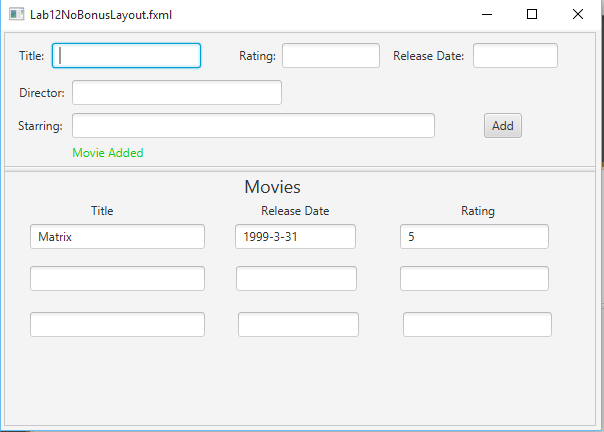 Lab12NoBonusLayout.fxml
Title: Rating: Release Date:
Director:
Starring: Add
Movie Added
Movies
Title Release Date Rating
Matrix 1999-3-31 5